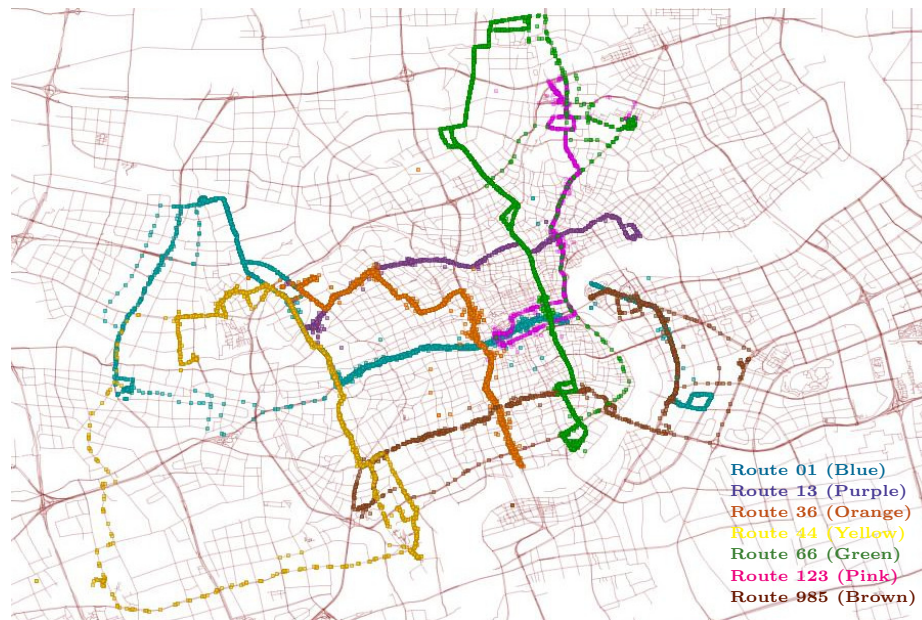 Route 01 (Blue)
Route 13 (Purple)
Route 36 (Orange)
Route 44 (Yellow)
Route 66 (Green)
Route 123 (Pink)
Route 985 (Brown)